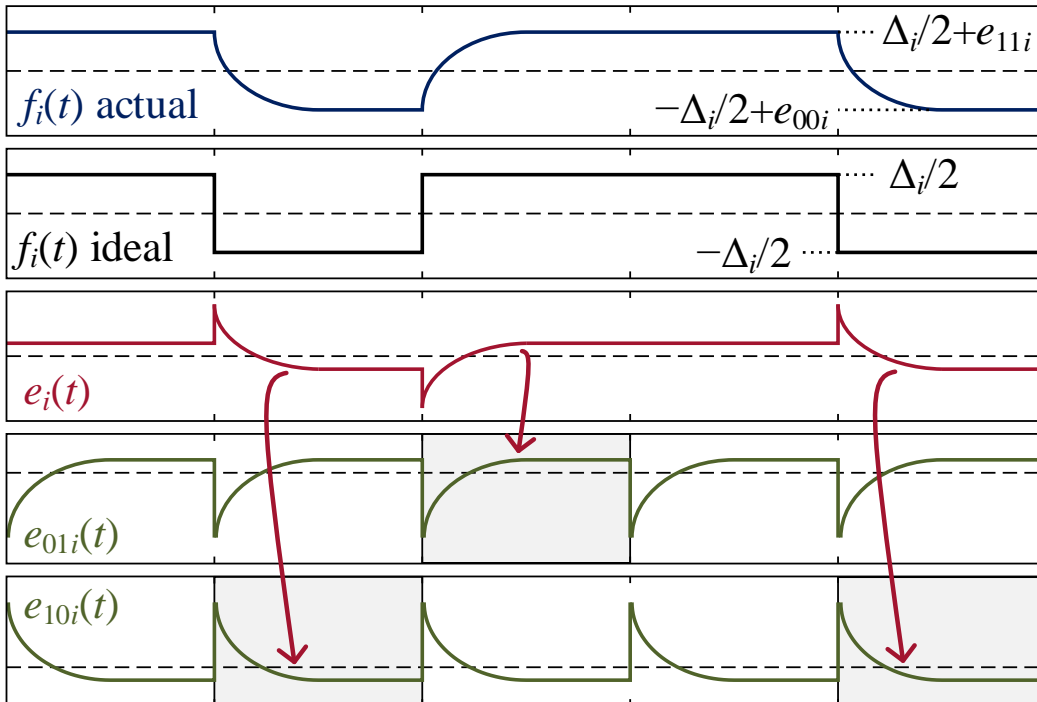 Δi/2+e11i
fi(t) actual
−Δi/2+e00i
Δi/2
fi(t) ideal
−Δi/2
ei(t)
e01i(t)
e10i(t)